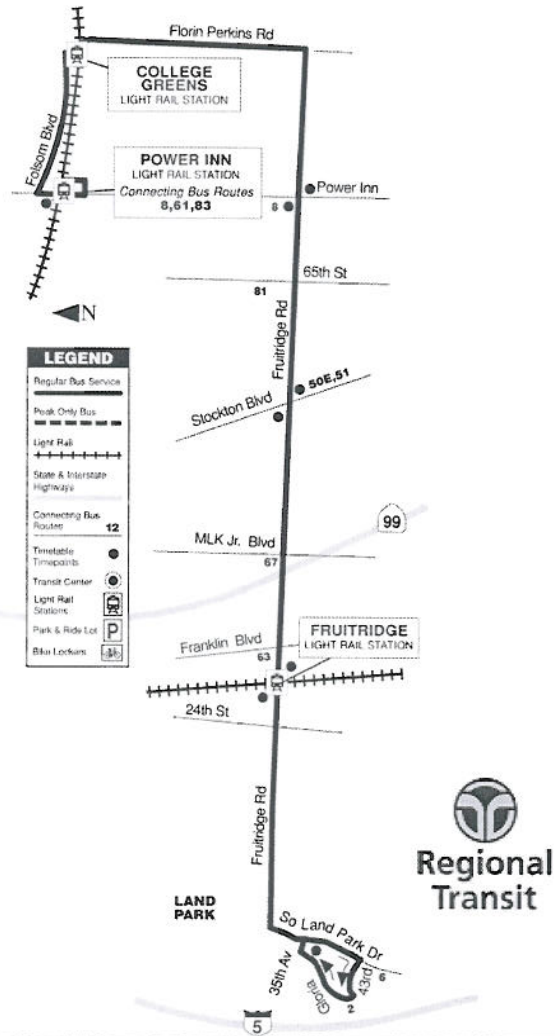 Florin Perkins Rd
COLLEGE
GREENS
LIGHT RAIL STATION
Folsom Blvd
POWER INN
LIGHT RAIL STATION
Connecting Bus Routes
8,61,83
Power Inn
8
65th St
81
N
Fruitridge Rd
LEGEND
Regular Bus Service
Peak Only Bus
Light Rail
State & Interstate
Highways
Connecting Bus
Routes 12
Timetable
Timepoints
Transit Center
Light Rail
Stations
Park & Ride Lot P
Bike Lockers
50E,51
Stockton Blvd
99
MLK Jr. Blvd
67
Franklin Blvd
63
FRUITRIDGE
LIGHT RAIL STATION
24th St
Fruitridge Rd
Regional
Transit
LAND
PARK
So Land Park Dr
35th Av
Gloria
43rd
6
2
5